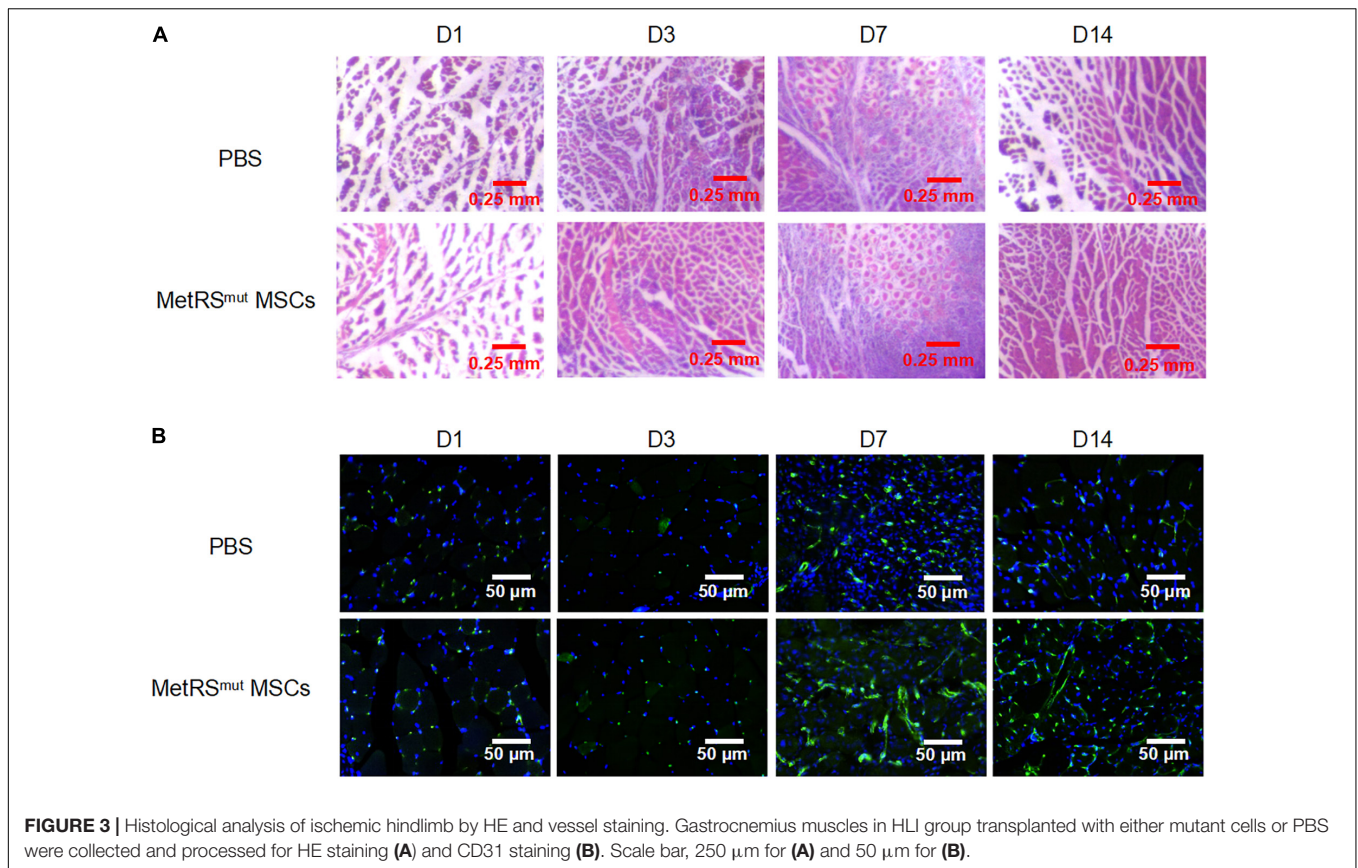 A
D1 D3 D7 D14
PBS
0.25 mm 0.25 mm 0.25 mm 0.25 mm
MetRSmut MSCs
0.25 mm 0.25 mm 0.25 mm 0.25 mm
B
D1 D3 D7 D14
PBS
50 µm 50 µm 50 µm 50 µm
MetRSmut MSCs
50 µm 50 µm 50 µm 50 µm
FIGURE 3 | Histological analysis of ischemic hindlimb by HE and vessel staining. Gastrocnemius muscles in HLI group transplanted with either mutant cells or PBS
were collected and processed for HE staining (A) and CD31 staining (B). Scale bar, 250 µm for (A) and 50 µm for (B).